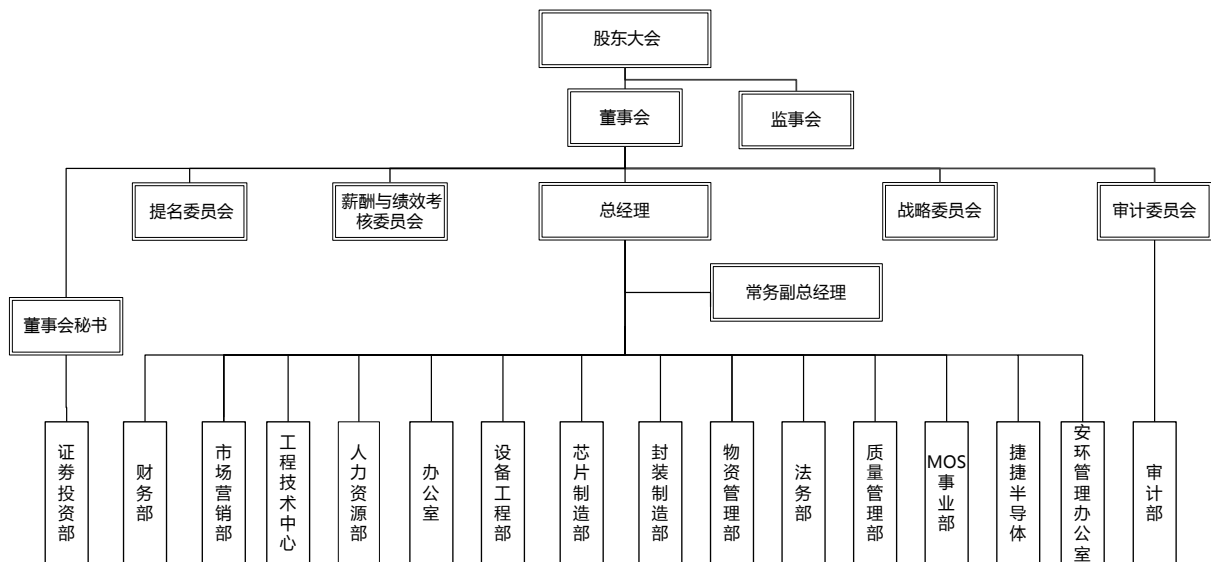 股东大会
董事会
监事会
提名委员会
薪酬与绩效考
核委员会
总经理
战略委员会
审计委员会
常务副总经理
董事会秘书
证券投资部
财务部
市场营销部
工程技术中心
人力资源部
办公室
设备工程部
芯片制造部
封装制造部
物资管理部
法务部
质量管理部
MOS
事业部
捷捷半导体
安环管理办公室
审计部